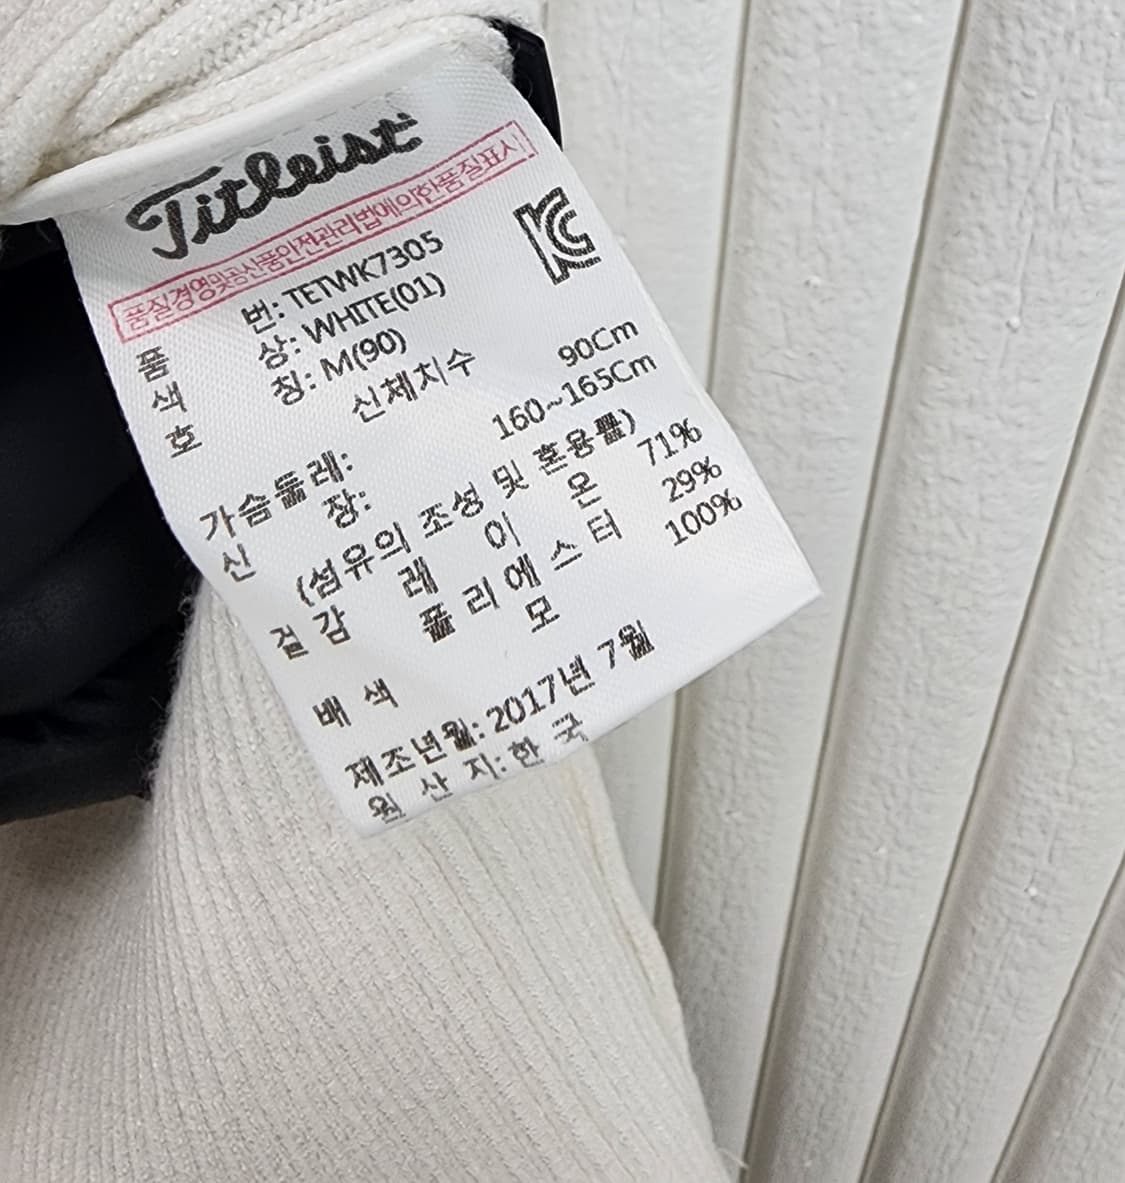 Titleist
품질경영및공산품안전관리법에의한품질표시
KC
품 번: TETWK7305
색 상: WHITE(01)
호 칭: M(90)
신체치수
가슴둘레: 90Cm
신 장: 160~165Cm
(섬유의 조성 및 혼용률)
겉감 레 이 온 71%
폴리에스터 29%
배색 모 100%
제조년월: 2017년 7월
원 산 지: 한 국